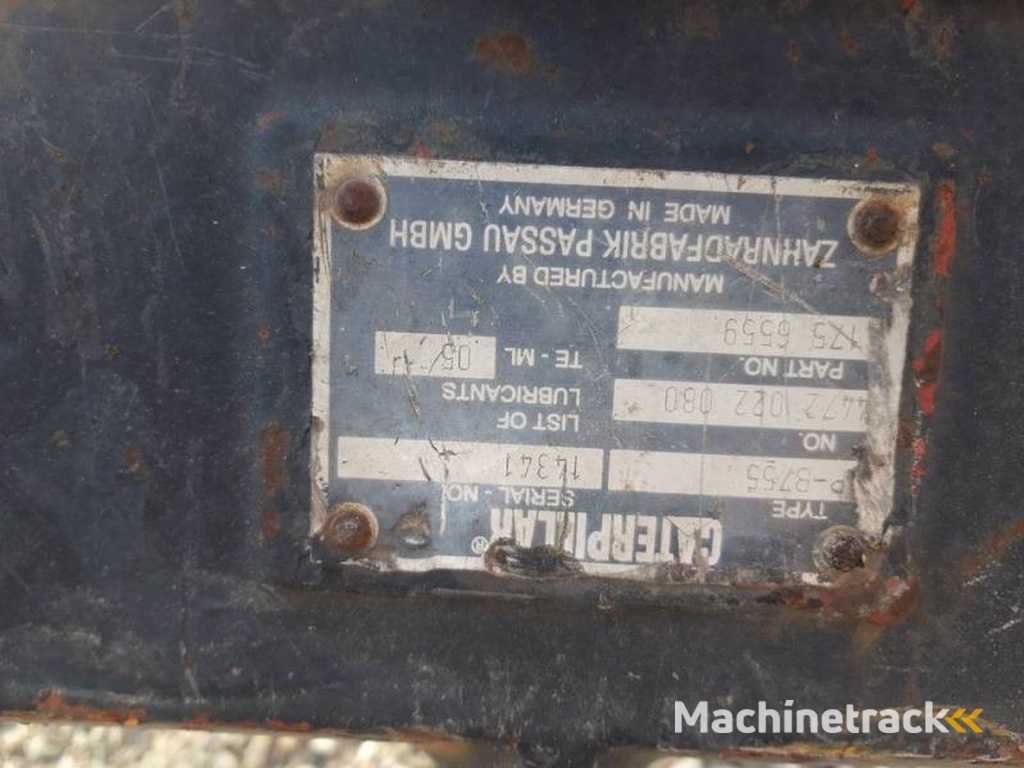 CATERPILLAR®
TYPE
SERIAL - NO.
P-8755
14341
NO.
LIST OF
4472 022 080
LUBRICANTS
PART NO.
TE - ML
05
175 6559
MANUFACTURED BY
ZAHNRADFABRIK PASSAU GMBH
MADE IN GERMANY
Machinetrack